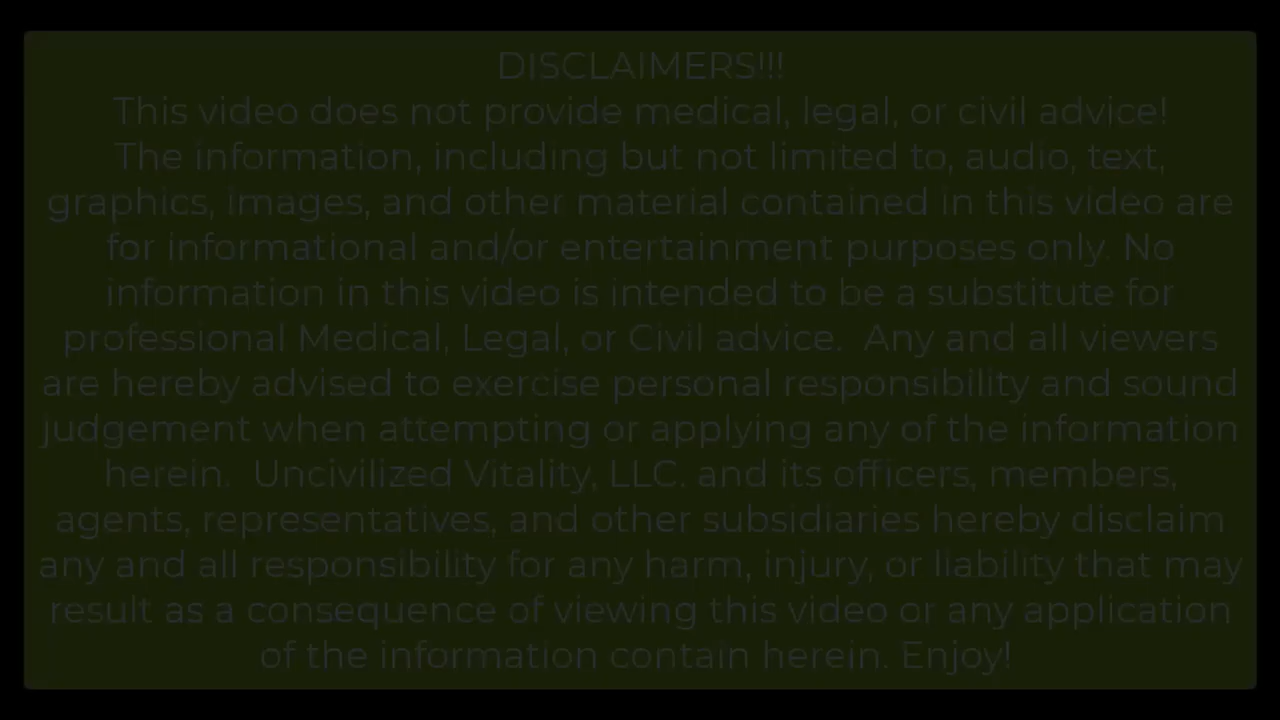 DISCLAIMERS!!!
This video does not provide medical, legal, or civil advice!
The information, including but not limited to, audio, text,
graphics, images, and other material contained in this video are
for informational and/or entertainment purposes only. No
information in this video is intended to be a substitute for
professional Medical, Legal, or Civil advice.  Any and all viewers
are hereby advised to exercise personal responsibility and sound
judgement when attempting or applying any of the information
herein.  Uncivilized Vitality, LLC. and its officers, members,
agents, representatives, and other subsidiaries hereby disclaim
any and all responsibility for any harm, injury, or liability that may
result as a consequence of viewing this video or any application
of the information contain herein. Enjoy!